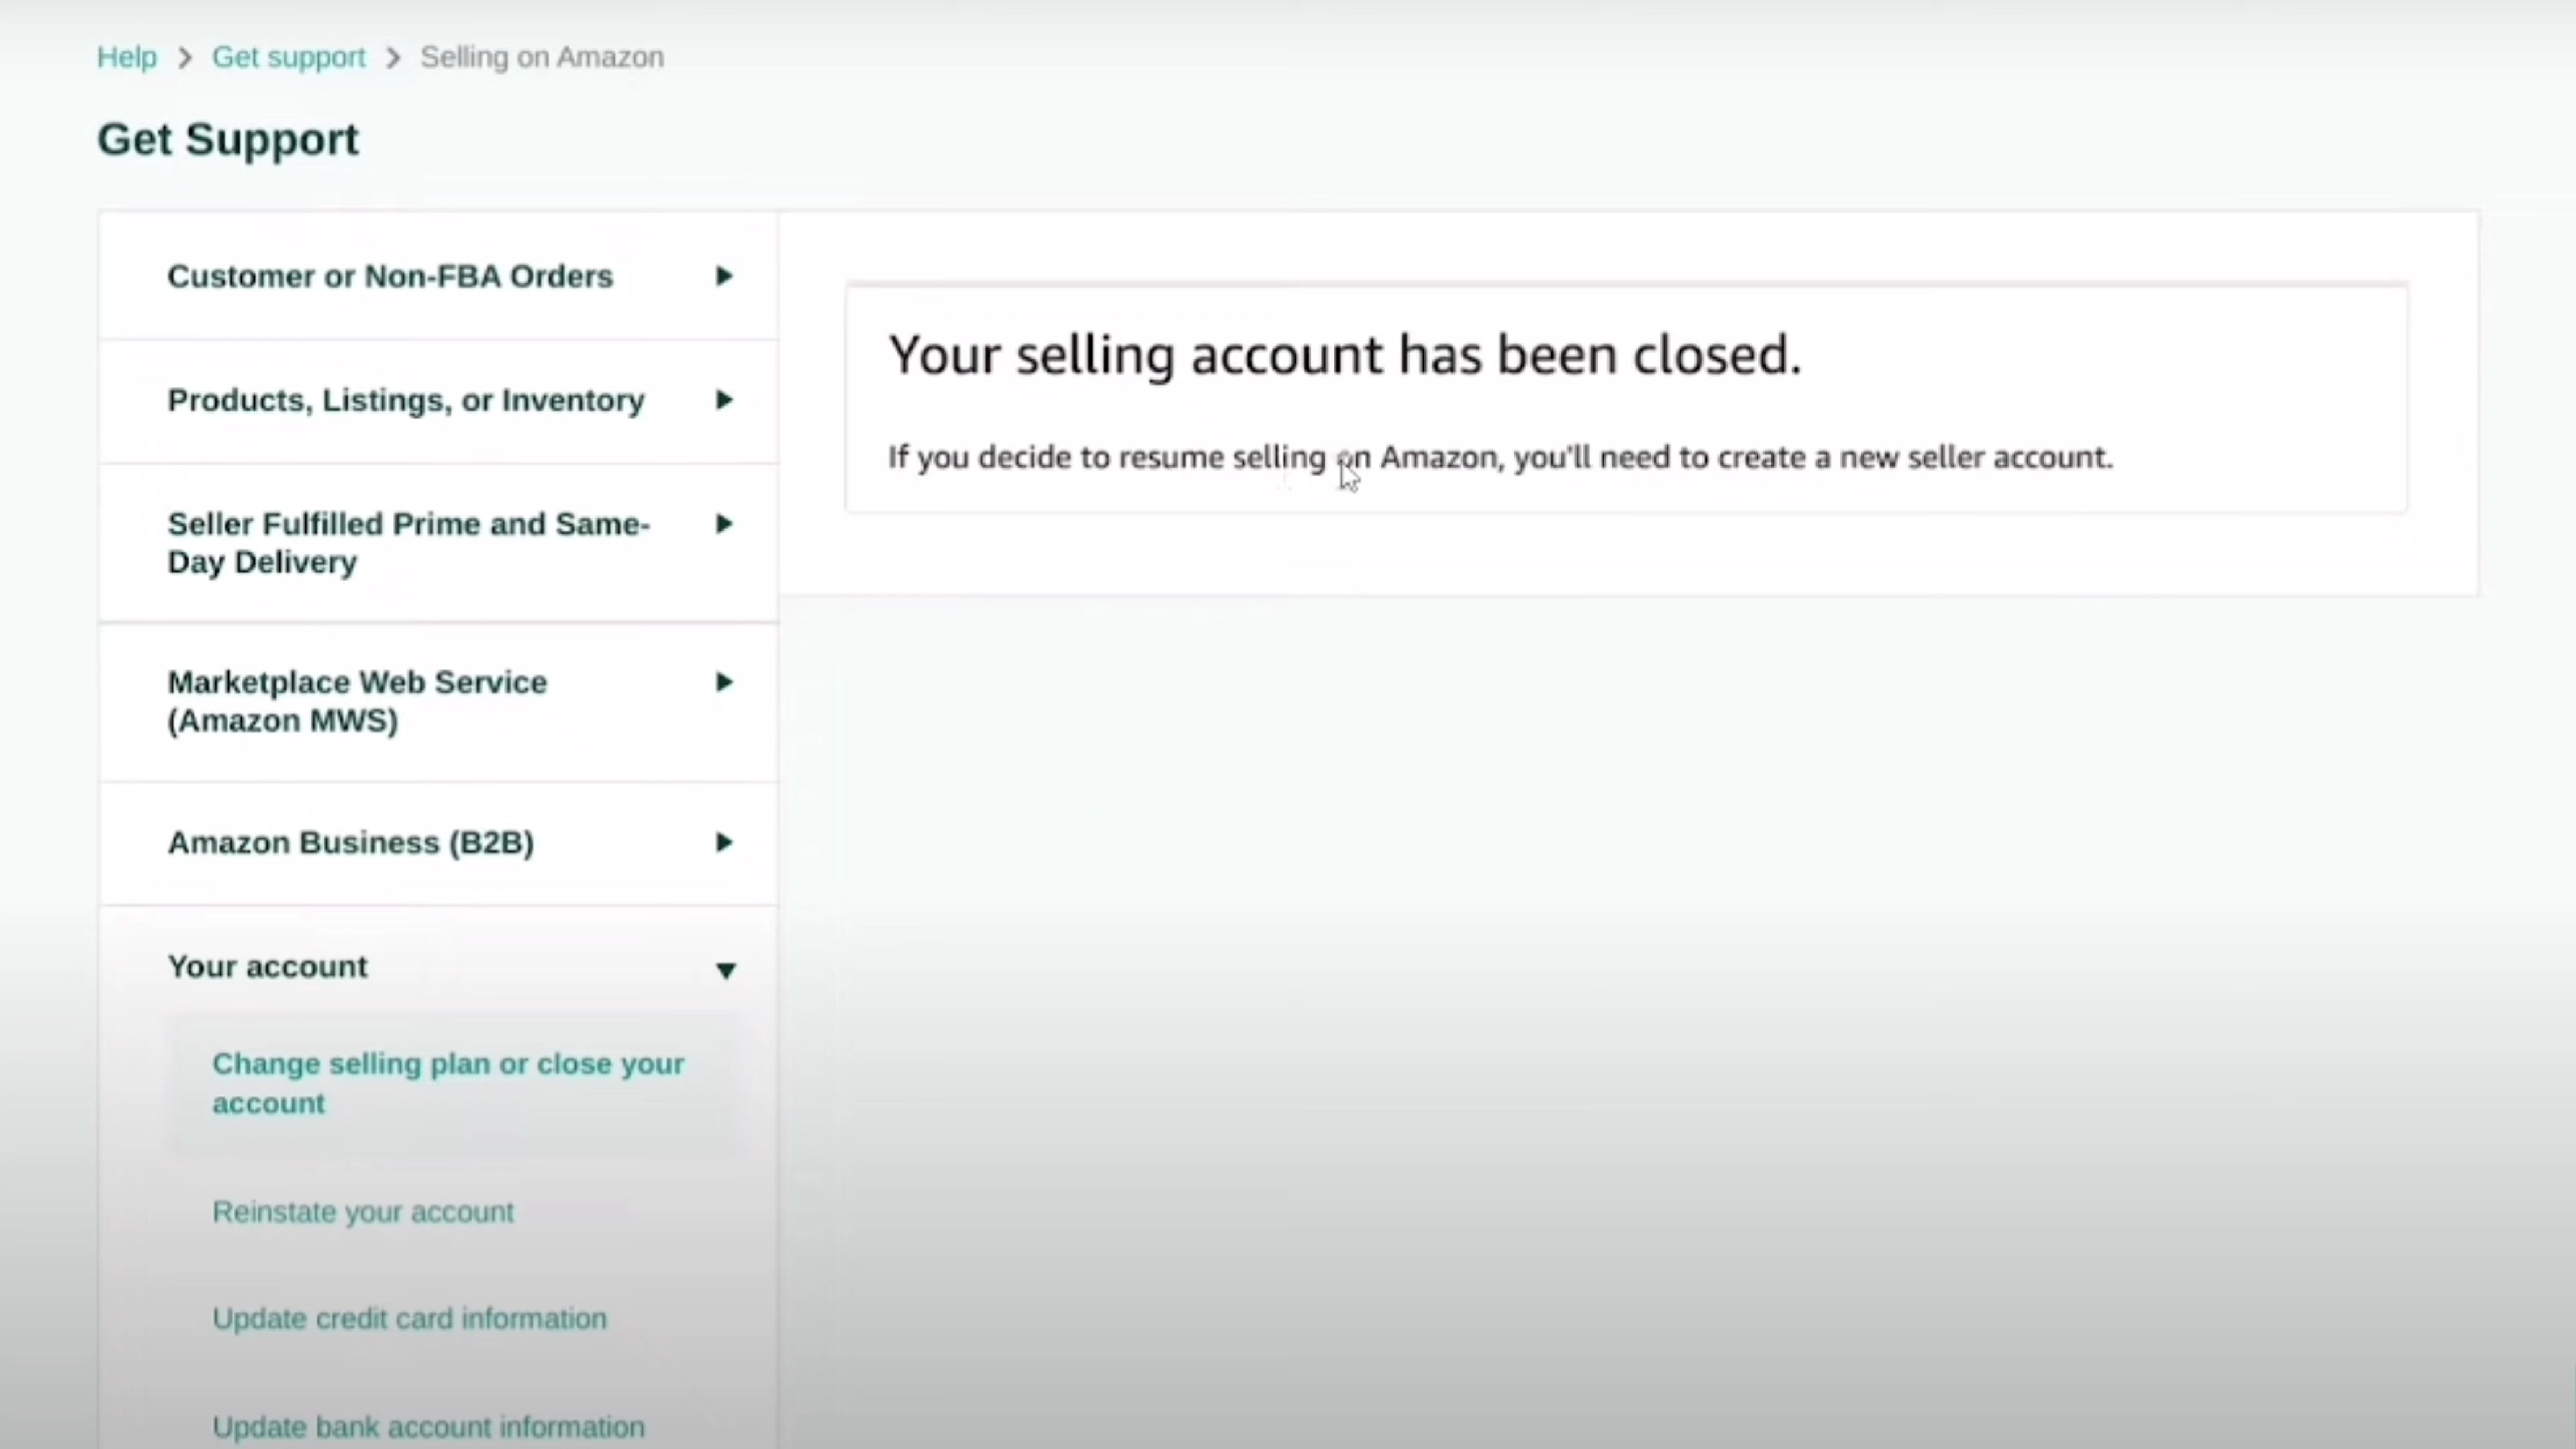 Help > Get support > Selling on Amazon
Get Support
Customer or Non-FBA Orders
Products, Listings, or Inventory
Seller Fulfilled Prime and Same-
Day Delivery
Marketplace Web Service
(Amazon MWS)
Amazon Business (B2B)
Your account
Change selling plan or close your
account
Reinstate your account
Update credit card information
Update bank account information
Your selling account has been closed.
If you decide to resume selling on Amazon, you'll need to create a new seller account.